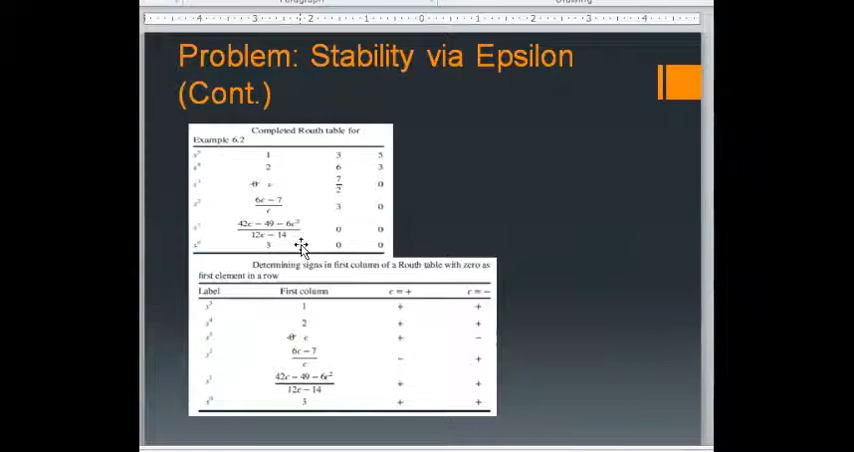 Problem: Stability via Epsilon
(Cont.)
Completed Routh table for
Example 6.2
s⁵ 1 3 5
s⁴ 2 6 3
s³ 0 ϵ 7/2 0
s² (6ϵ − 7)/ϵ 3 0
s¹ (42ϵ − 49 − 6ϵ²)/(12ϵ − 14) 0 0
s⁰ 3 0 0
Determining signs in first column of a Routh table with zero as
first element in a row
Label First column ϵ = + ϵ = −
s⁵ 1 + +
s⁴ 2 + +
s³ 0 ϵ + −
s² (6ϵ − 7)/ϵ − +
s¹ (42ϵ − 49 − 6ϵ²)/(12ϵ − 14) + +
s⁰ 3 + +